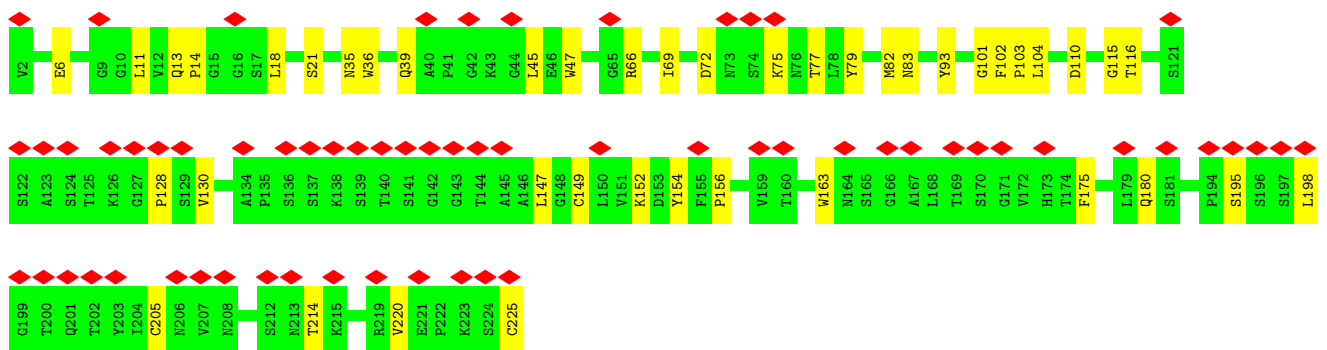 V2 E6 G9 G10 L11 V12 Q13 P14 G15 G16 S17 L18 S21 N35 W36 Q39 A40 P41 G42 K43 G44 L45 E46 W47 G65 R66 I69 D72 N73 S74 K75 N76 T77 L78 Y79 M82 N83 Y93 G101 F102 P103 L104 D110 G115 T116 S121
S122 A123 S124 T125 K126 G127 P128 S129 V130 A134 P135 S136 S137 K138 S139 T140 S141 G142 G143 T144 A145 A146 L147 G148 C149 L150 V151 K152 D153 Y154 F155 P156 V159 T160 W163 N164 S165 G166 A167 L168 T169 S170 G171 V172 H173 T174 F175 L179 Q180 S181 P194 S195 S196 S197 L198
G199 T200 Q201 T202 Y203 I204 C205 N206 V207 N208 S212 N213 T214 K215 R219 V220 E221 P222 K223 S224 C225